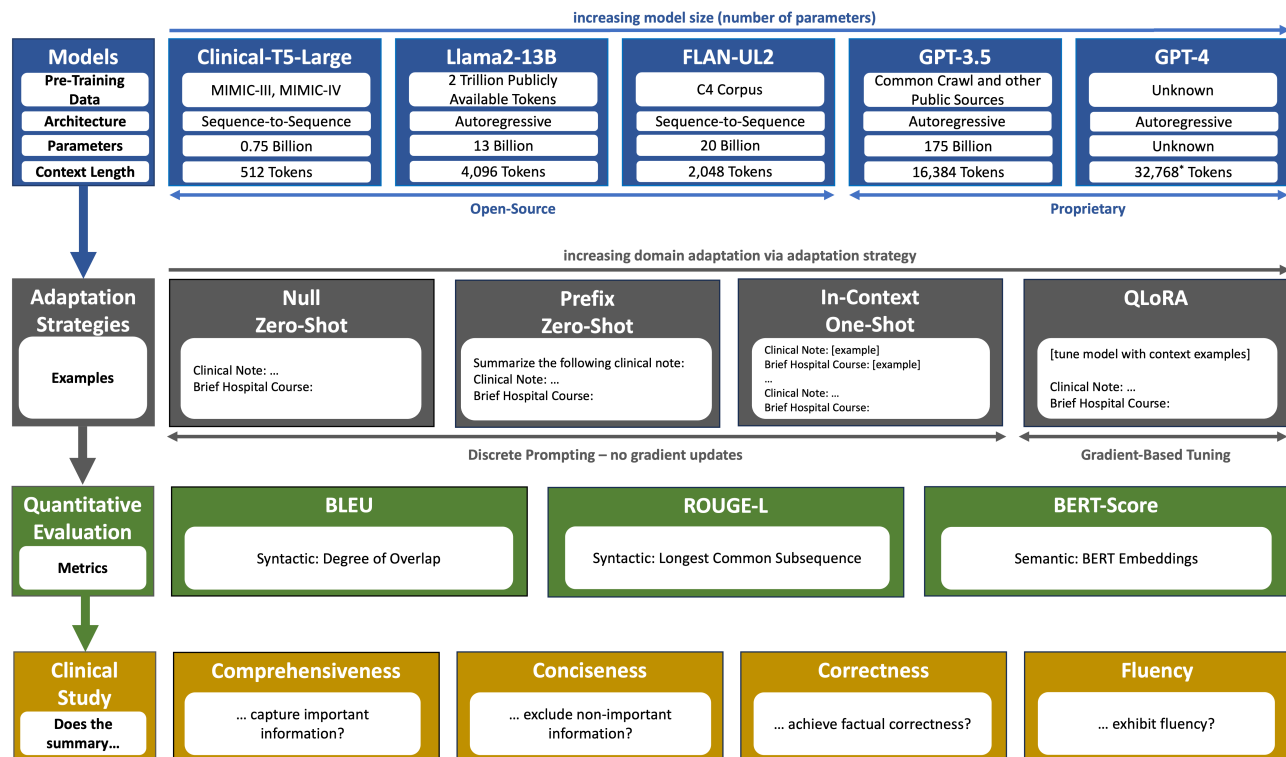 increasing model size (number of parameters)
Models
Pre-Training
Data
Architecture
Parameters
Context Length
Clinical-T5-Large
MIMIC-III, MIMIC-IV
Sequence-to-Sequence
0.75 Billion
512 Tokens
Llama2-13B
2 Trillion Publicly
Available Tokens
Autoregressive
13 Billion
4,096 Tokens
FLAN-UL2
C4 Corpus
Sequence-to-Sequence
20 Billion
2,048 Tokens
GPT-3.5
Common Crawl and other
Public Sources
Autoregressive
175 Billion
16,384 Tokens
GPT-4
Unknown
Autoregressive
Unknown
32,768* Tokens
Open-Source
Proprietary
increasing domain adaptation via adaptation strategy
Adaptation
Strategies
Examples
Null
Zero-Shot
Clinical Note: ...
Brief Hospital Course:
Prefix
Zero-Shot
Summarize the following clinical note:
Clinical Note: ...
Brief Hospital Course:
In-Context
One-Shot
Clinical Note: [example]
Brief Hospital Course: [example]
...
Clinical Note: ...
Brief Hospital Course:
QLoRA
[tune model with context examples]
Clinical Note: ...
Brief Hospital Course:
Discrete Prompting – no gradient updates
Gradient-Based Tuning
Quantitative
Evaluation
Metrics
BLEU
Syntactic: Degree of Overlap
ROUGE-L
Syntactic: Longest Common Subsequence
BERT-Score
Semantic: BERT Embeddings
Clinical
Study
Does the
summary...
Comprehensiveness
... capture important
information?
Conciseness
... exclude non-important
information?
Correctness
... achieve factual correctness?
Fluency
... exhibit fluency?